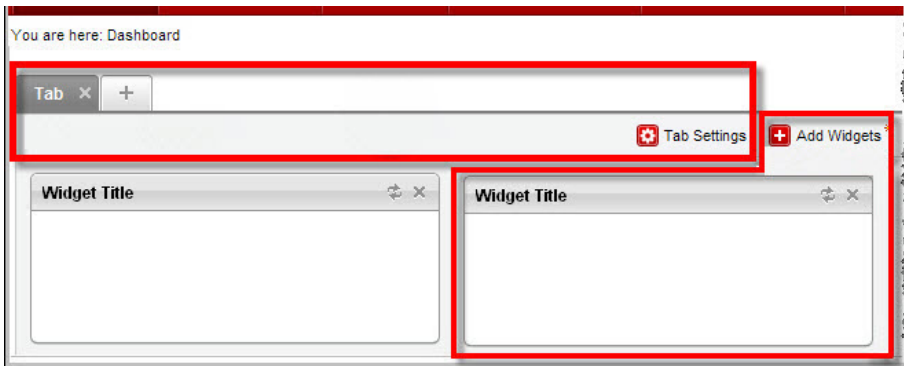 You are here: Dashboard
Tab
Tab Settings Add Widgets
Widget Title Widget Title